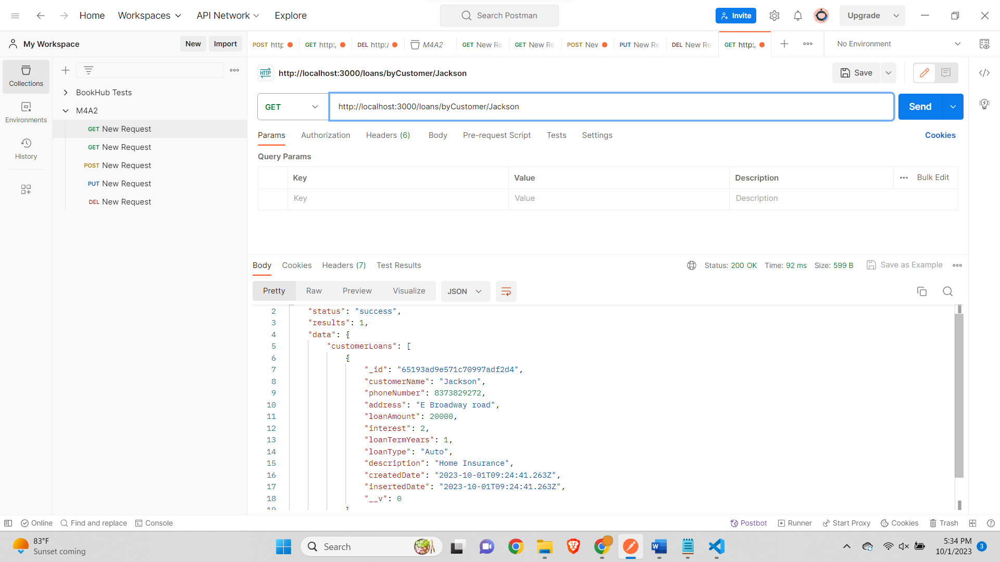 Home Workspaces API Network Explore Search Postman Invite Upgrade
My Workspace New Import POST http GET http:/ DEL http:/ M4A2 GET New Re GET New Re POST New PUT New Re DEL New Re GET http:/ No Environment
Collections
Environments
History
BookHub Tests
M4A2
GET New Request
GET New Request
POST New Request
PUT New Request
DEL New Request
HTTP http://localhost:3000/loans/byCustomer/Jackson Save
GET http://localhost:3000/loans/byCustomer/Jackson Send
Params Authorization Headers (6) Body Pre-request Script Tests Settings Cookies
Query Params
Key Value Description Bulk Edit
Key Value Description
Body Cookies Headers (7) Test Results Status: 200 OK Time: 92 ms Size: 599 B Save as Example
Pretty Raw Preview Visualize JSON
2 "status": "success",
3 "results": 1,
4 "data": {
5 "customerLoans": [
6 {
7 "_id": "65193ad9e571c70997adf2d4",
8 "customerName": "Jackson",
9 "phoneNumber": 8373829272,
10 "address": "E Broadway road",
11 "loanAmount": 20000,
12 "interest": 2,
13 "loanTermYears": 1,
14 "loanType": "Auto",
15 "description": "Home Insurance",
16 "createdDate": "2023-10-01T09:24:41.263Z",
17 "insertedDate": "2023-10-01T09:24:41.263Z",
18 "__v": 0
19 }
Online Find and replace Console Postbot Runner Start Proxy Cookies Trash
83°F
Sunset coming
Search
5:34 PM
10/1/2023
3